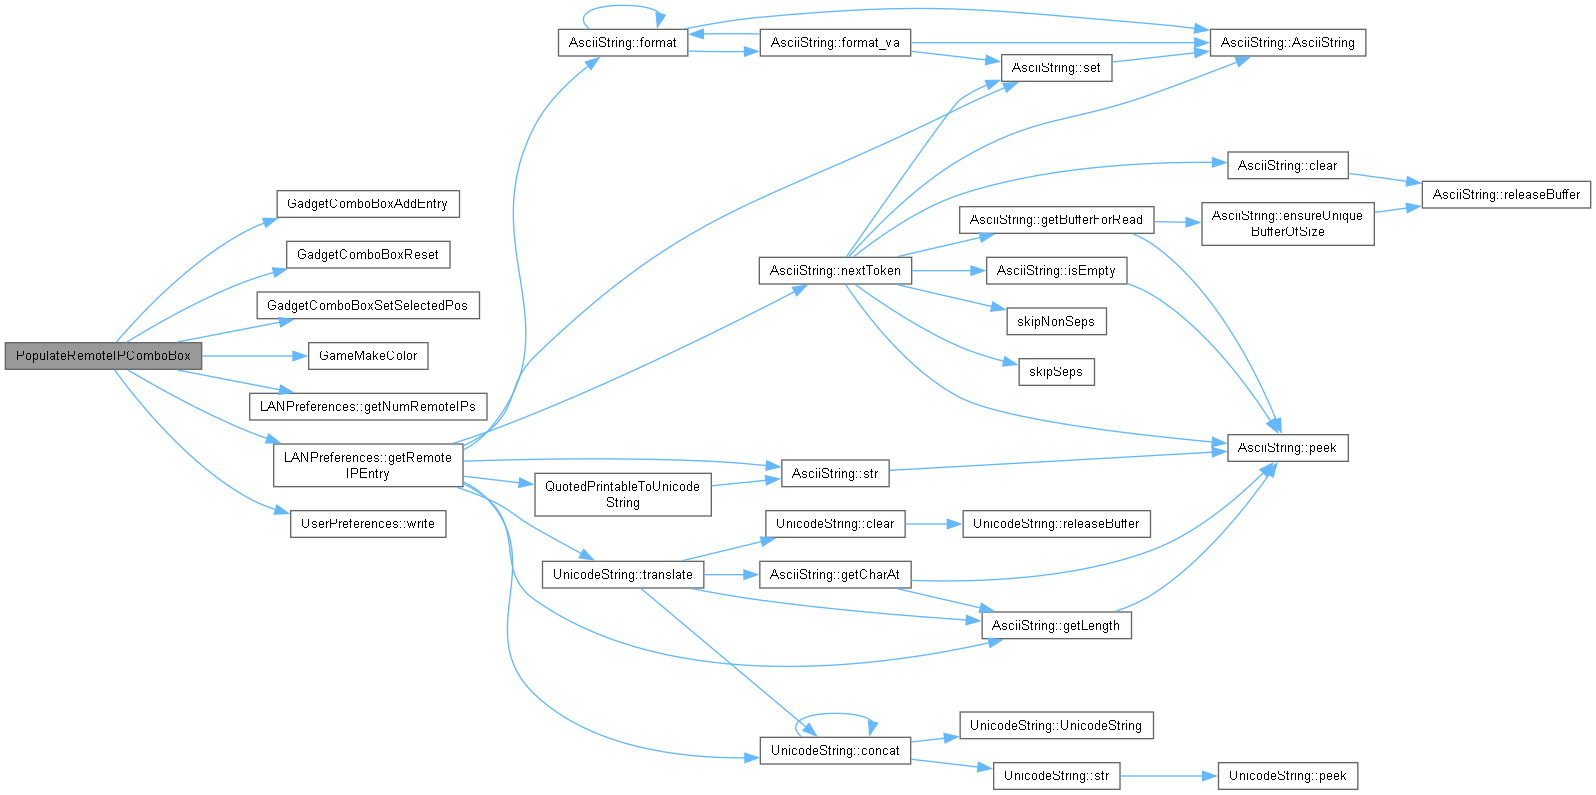 AsciiString::format
AsciiString::format_va
AsciiString::AsciiString
AsciiString::set
AsciiString::clear
AsciiString::releaseBuffer
GadgetComboBoxAddEntry
AsciiString::getBufferForRead
AsciiString::ensureUnique
BufferOfSize
GadgetComboBoxReset
AsciiString::nextToken
AsciiString::isEmpty
GadgetComboBoxSetSelectedPos
skipNonSeps
PopulateRemoteIPComboBox
GameMakeColor
skipSeps
LANPreferences::getNumRemoteIPs
LANPreferences::getRemote
IPEntry
AsciiString::peek
AsciiString::str
QuotedPrintableToUnicode
String
UserPreferences::write
UnicodeString::clear
UnicodeString::releaseBuffer
UnicodeString::translate
AsciiString::getCharAt
AsciiString::getLength
UnicodeString::UnicodeString
UnicodeString::concat
UnicodeString::str
UnicodeString::peek